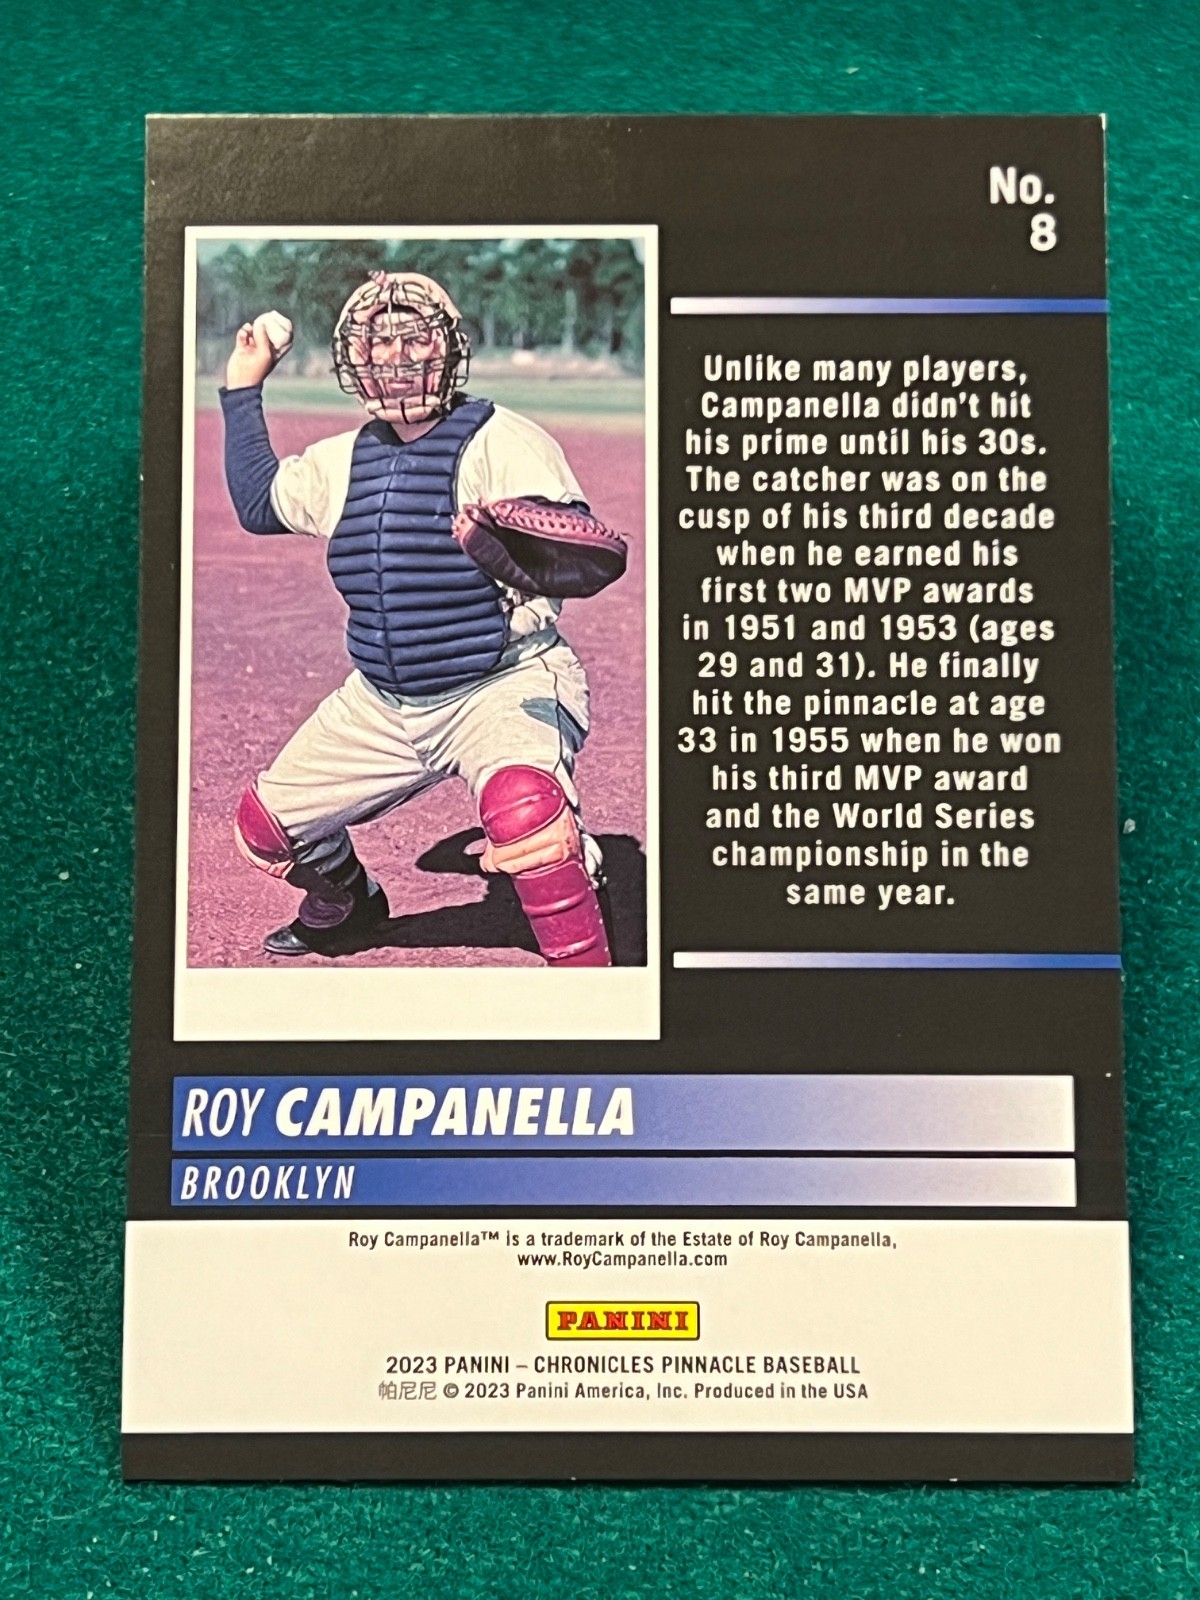 No.
8
Unlike many players,
Campanella didn't hit
his prime until his 30s.
The catcher was on the
cusp of his third decade
when he earned his
first two MVP awards
in 1951 and 1953 (ages
29 and 31). He finally
hit the pinnacle at age
33 in 1955 when he won
his third MVP award
and the World Series
championship in the
same year.
ROY CAMPANELLA
BROOKLYN
Roy Campanella™ is a trademark of the Estate of Roy Campanella,
www.RoyCampanella.com
PANINI
2023 PANINI – CHRONICLES PINNACLE BASEBALL
帕尼尼 © 2023 Panini America, Inc. Produced in the USA